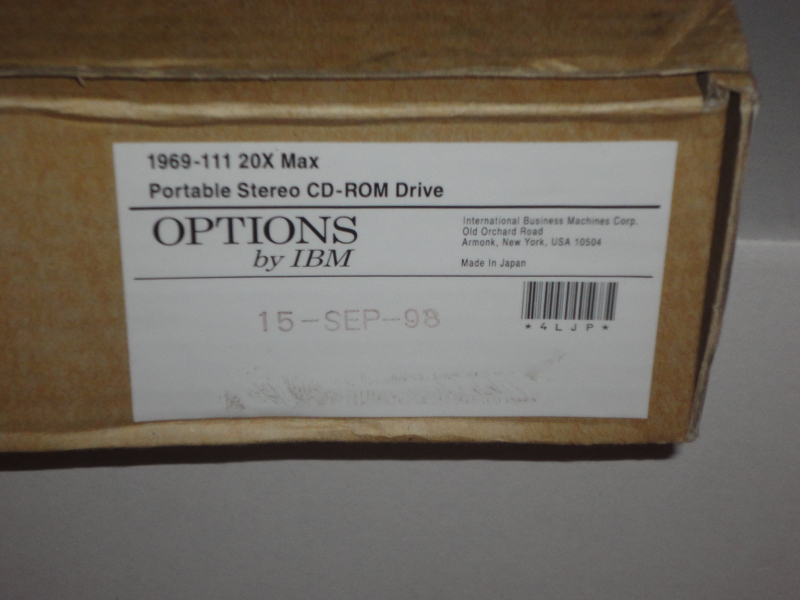 1969-111 20X Max
Portable Stereo CD-ROM Drive
OPTIONS
by IBM
International Business Machines Corp.
Old Orchard Road
Armonk, New York, USA 10504
Made In Japan
15-SEP-98
*4LJP*